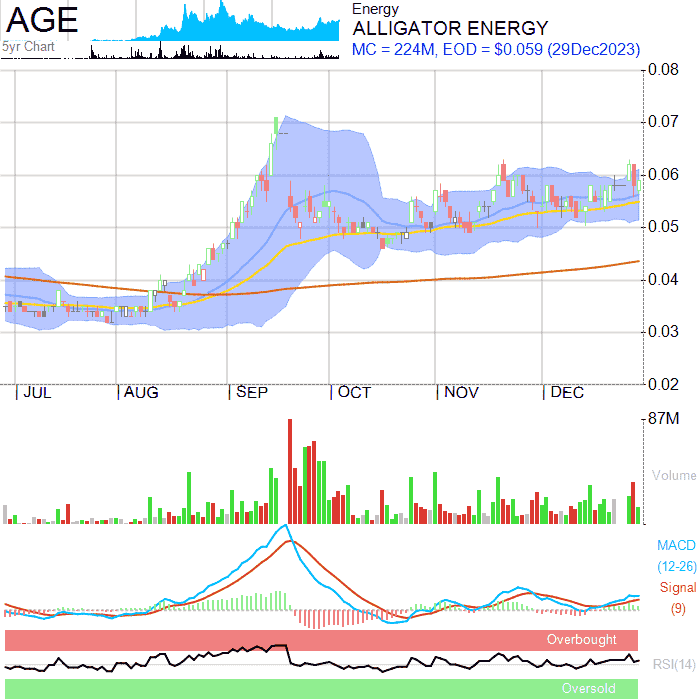 AGE
5yr Chart
Energy
ALLIGATOR ENERGY
MC = 224M, EOD = $0.059 (29Dec2023)
0.08
0.07
0.06
0.05
0.04
0.03
0.02
JUL AUG SEP OCT NOV DEC
87M
Volume
MACD
(12-26)
Signal
(9)
Overbought
RSI(14)
Oversold